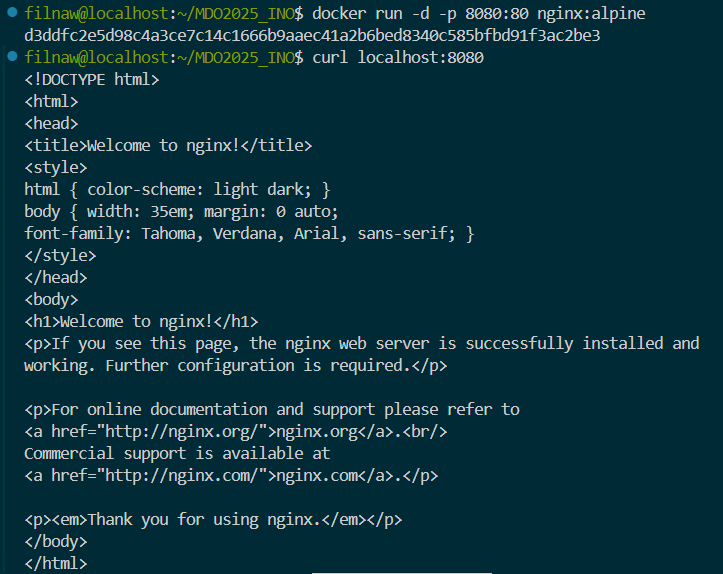 filnaw@localhost:~/MDO2025_INO$ docker run -d -p 8080:80 nginx:alpine
d3ddfc2e5d98c4a3ce7c14c1666b9aaec41a2b6bed8340c585bfbd91f3ac2be3
filnaw@localhost:~/MDO2025_INO$ curl localhost:8080
<!DOCTYPE html>
<html>
<head>
<title>Welcome to nginx!</title>
<style>
html { color-scheme: light dark; }
body { width: 35em; margin: 0 auto;
font-family: Tahoma, Verdana, Arial, sans-serif; }
</style>
</head>
<body>
<h1>Welcome to nginx!</h1>
<p>If you see this page, the nginx web server is successfully installed and
working. Further configuration is required.</p>

<p>For online documentation and support please refer to
<a href="http://nginx.org/">nginx.org</a>.<br/>
Commercial support is available at
<a href="http://nginx.com/">nginx.com</a>.</p>

<p><em>Thank you for using nginx.</em></p>
</body>
</html>